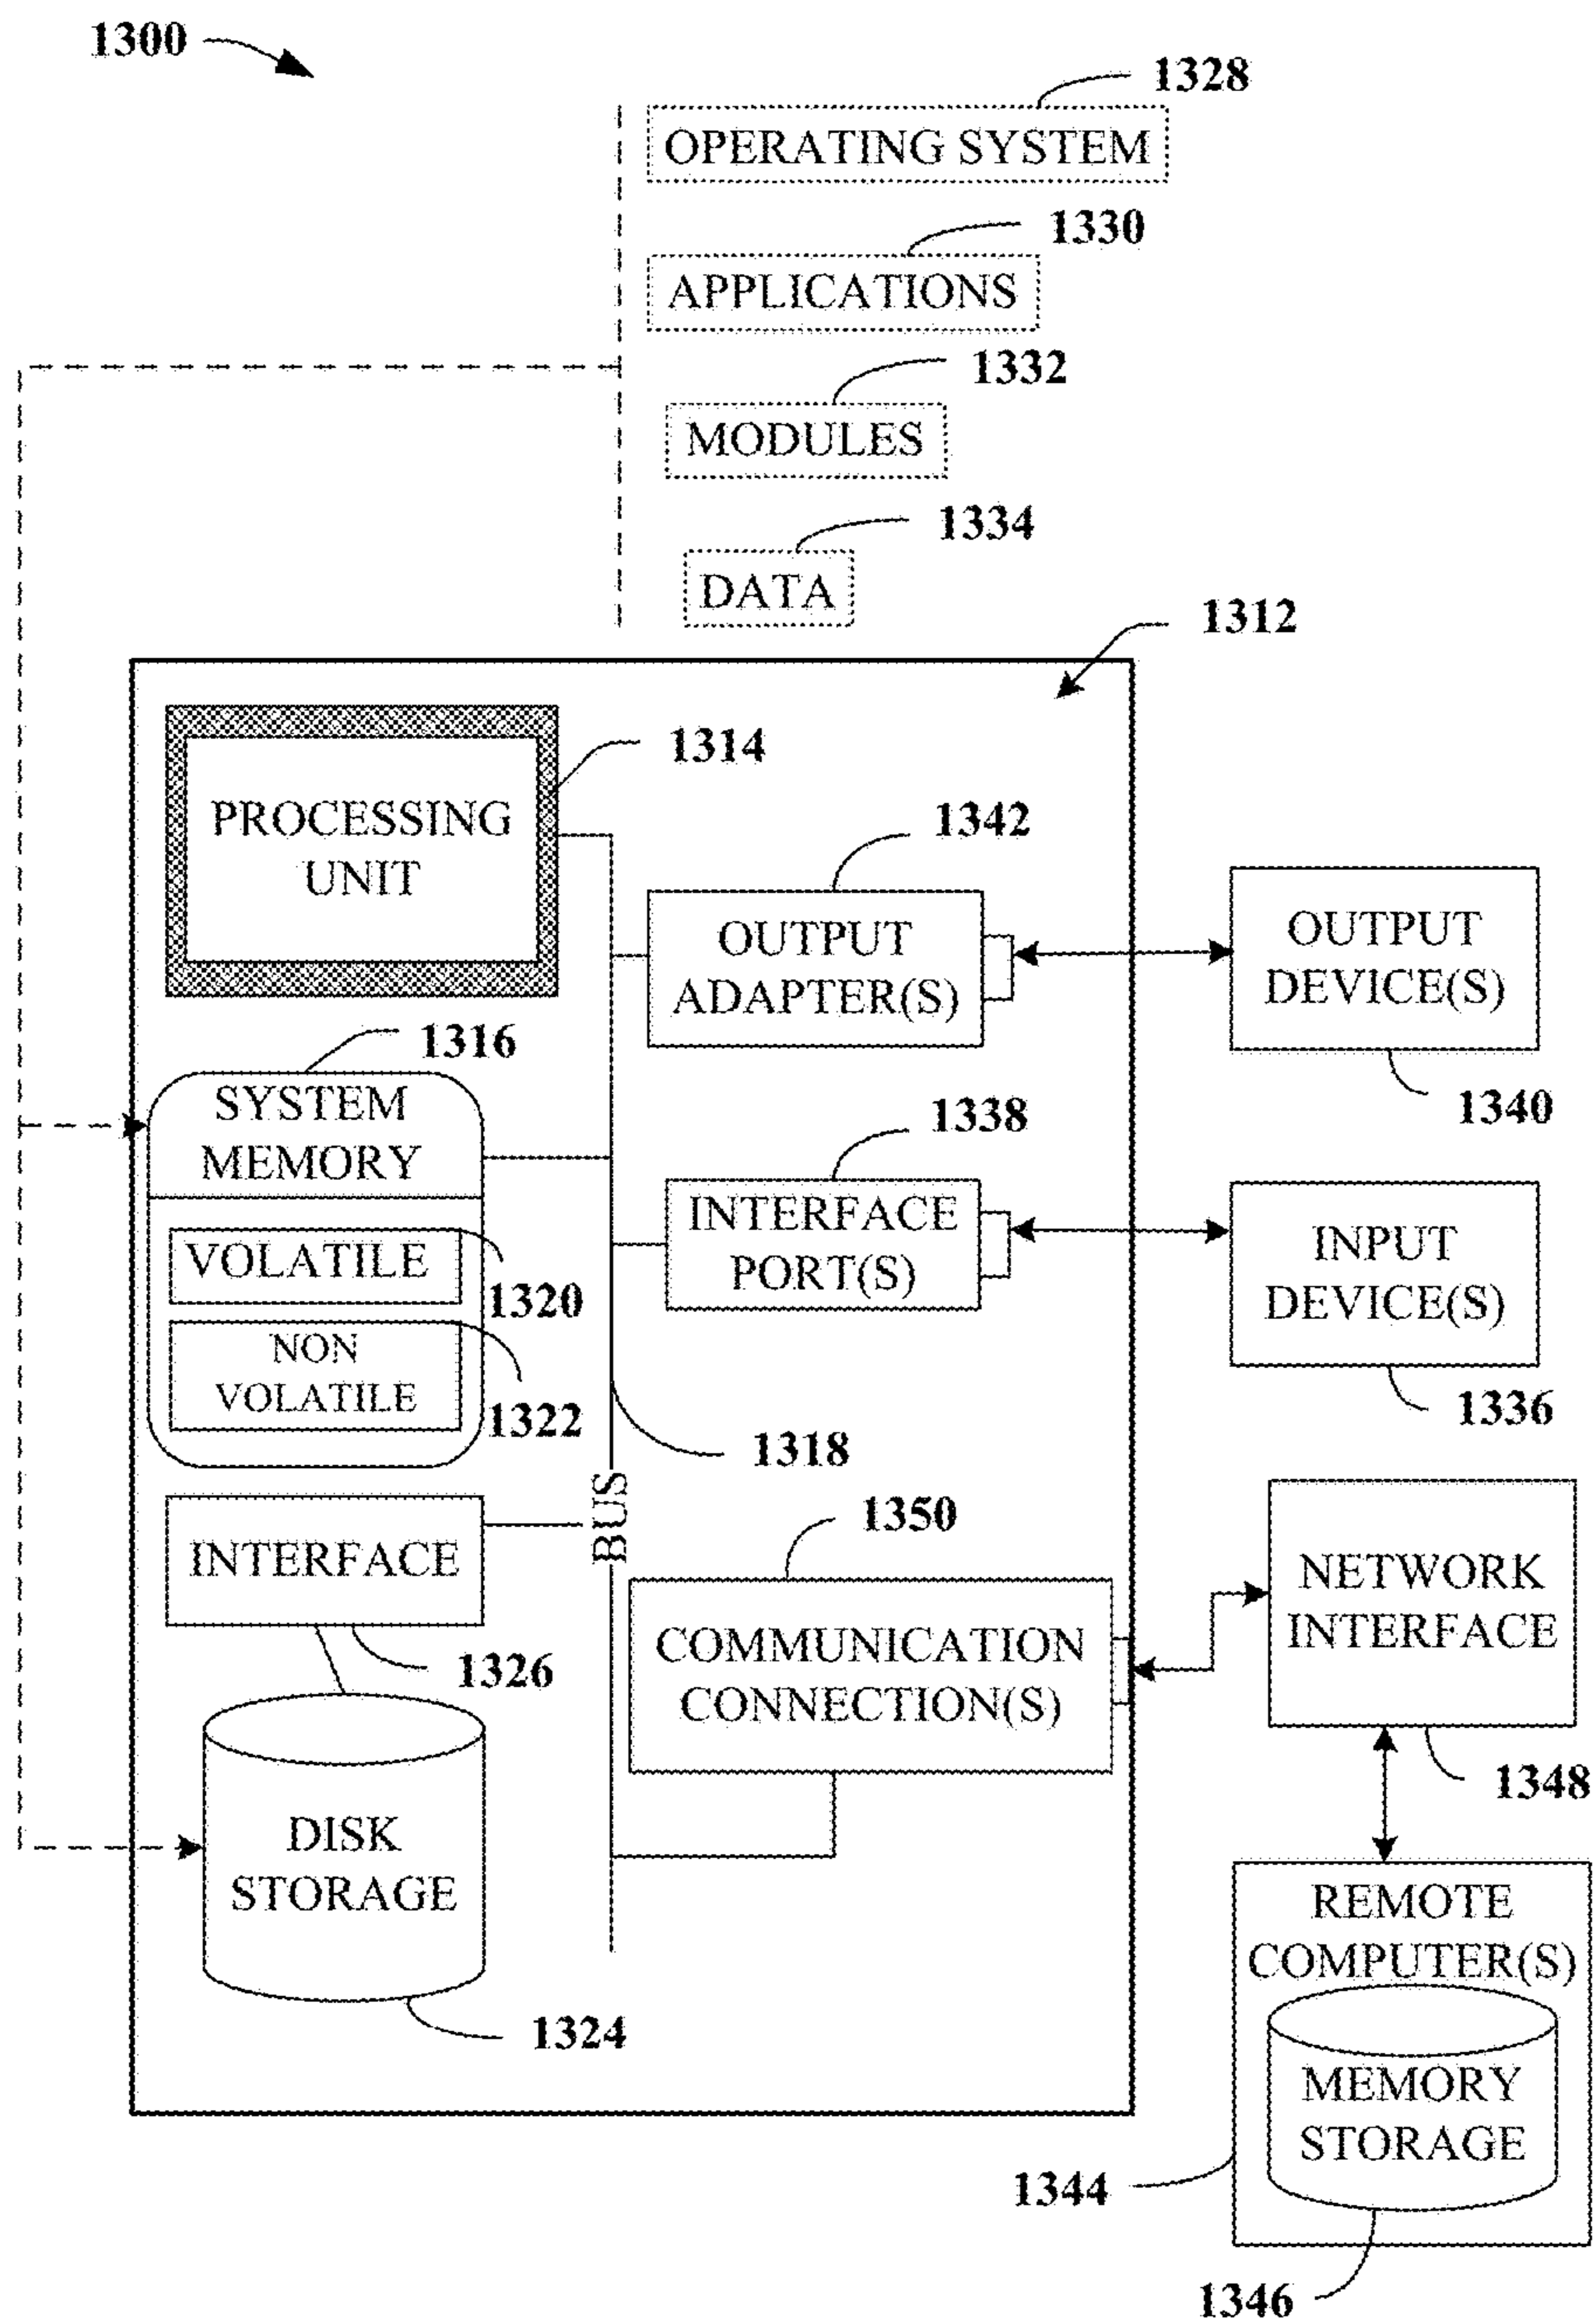 1300
1328
OPERATING SYSTEM
1330
APPLICATIONS
1332
MODULES
1334
DATA
1312
1314
PROCESSING
UNIT
1342
OUTPUT
ADAPTER(S)
OUTPUT
DEVICE(S)
1340
1316
SYSTEM
MEMORY
1338
INTERFACE
PORT(S)
INPUT
DEVICE(S)
1336
VOLATILE
1320
NON
VOLATILE
1322
1318
BUS
1350
INTERFACE
1326
COMMUNICATION
CONNECTION(S)
NETWORK
INTERFACE
1348
DISK
STORAGE
1324
REMOTE
COMPUTER(S)
MEMORY
STORAGE
1344
1346